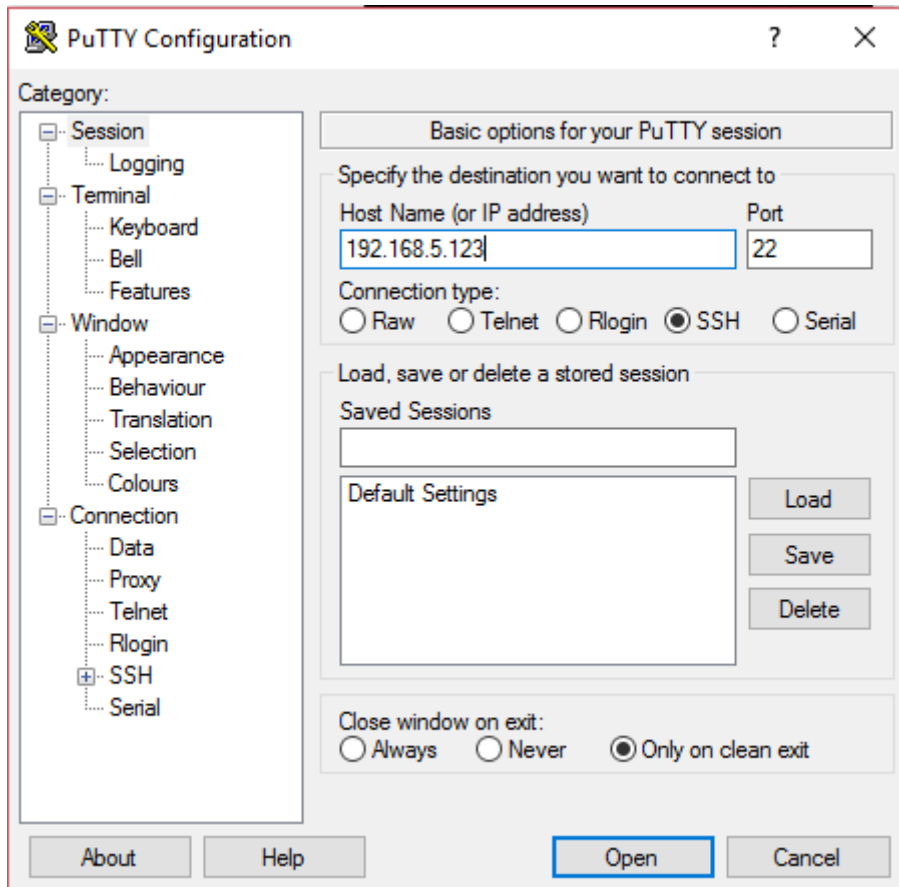 PuTTY Configuration
?
Category:
Session
Logging
Terminal
Keyboard
Bell
Features
Window
Appearance
Behaviour
Translation
Selection
Colours
Connection
Data
Proxy
Telnet
Rlogin
SSH
Serial
Basic options for your PuTTY session
Specify the destination you want to connect to
Host Name (or IP address) Port
192.168.5.123 22
Connection type:
Raw Telnet Rlogin SSH Serial
Load, save or delete a stored session
Saved Sessions
Default Settings
Load
Save
Delete
Close window on exit:
Always Never Only on clean exit
About Help Open Cancel